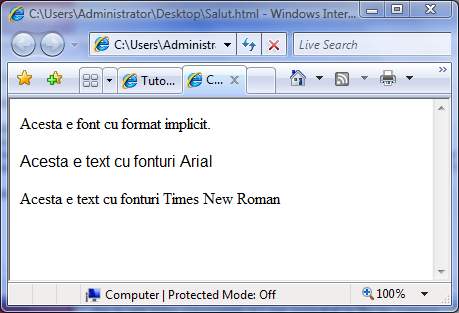 C:\Users\Administrator\Desktop\Salut.html - Windows Inter...
C:\Users\Administr
Live Search
Tuto...
C...
Acesta e font cu format implicit.
Acesta e text cu fonturi Arial
Acesta e text cu fonturi Times New Roman
Computer | Protected Mode: Off
100%